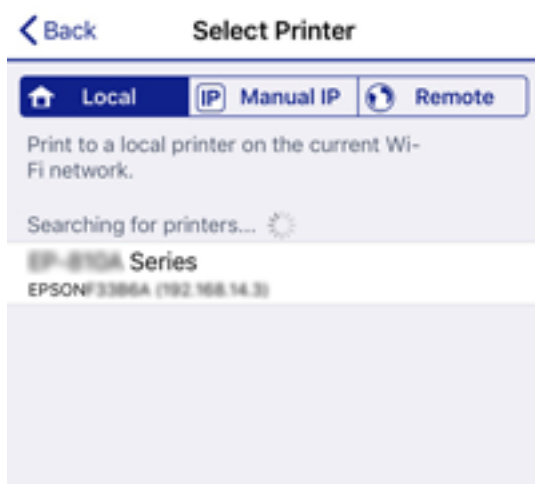 Back
Select Printer
Local
IP Manual IP
Remote
Print to a local printer on the current Wi-
Fi network.
Searching for printers...
Series
EPSON